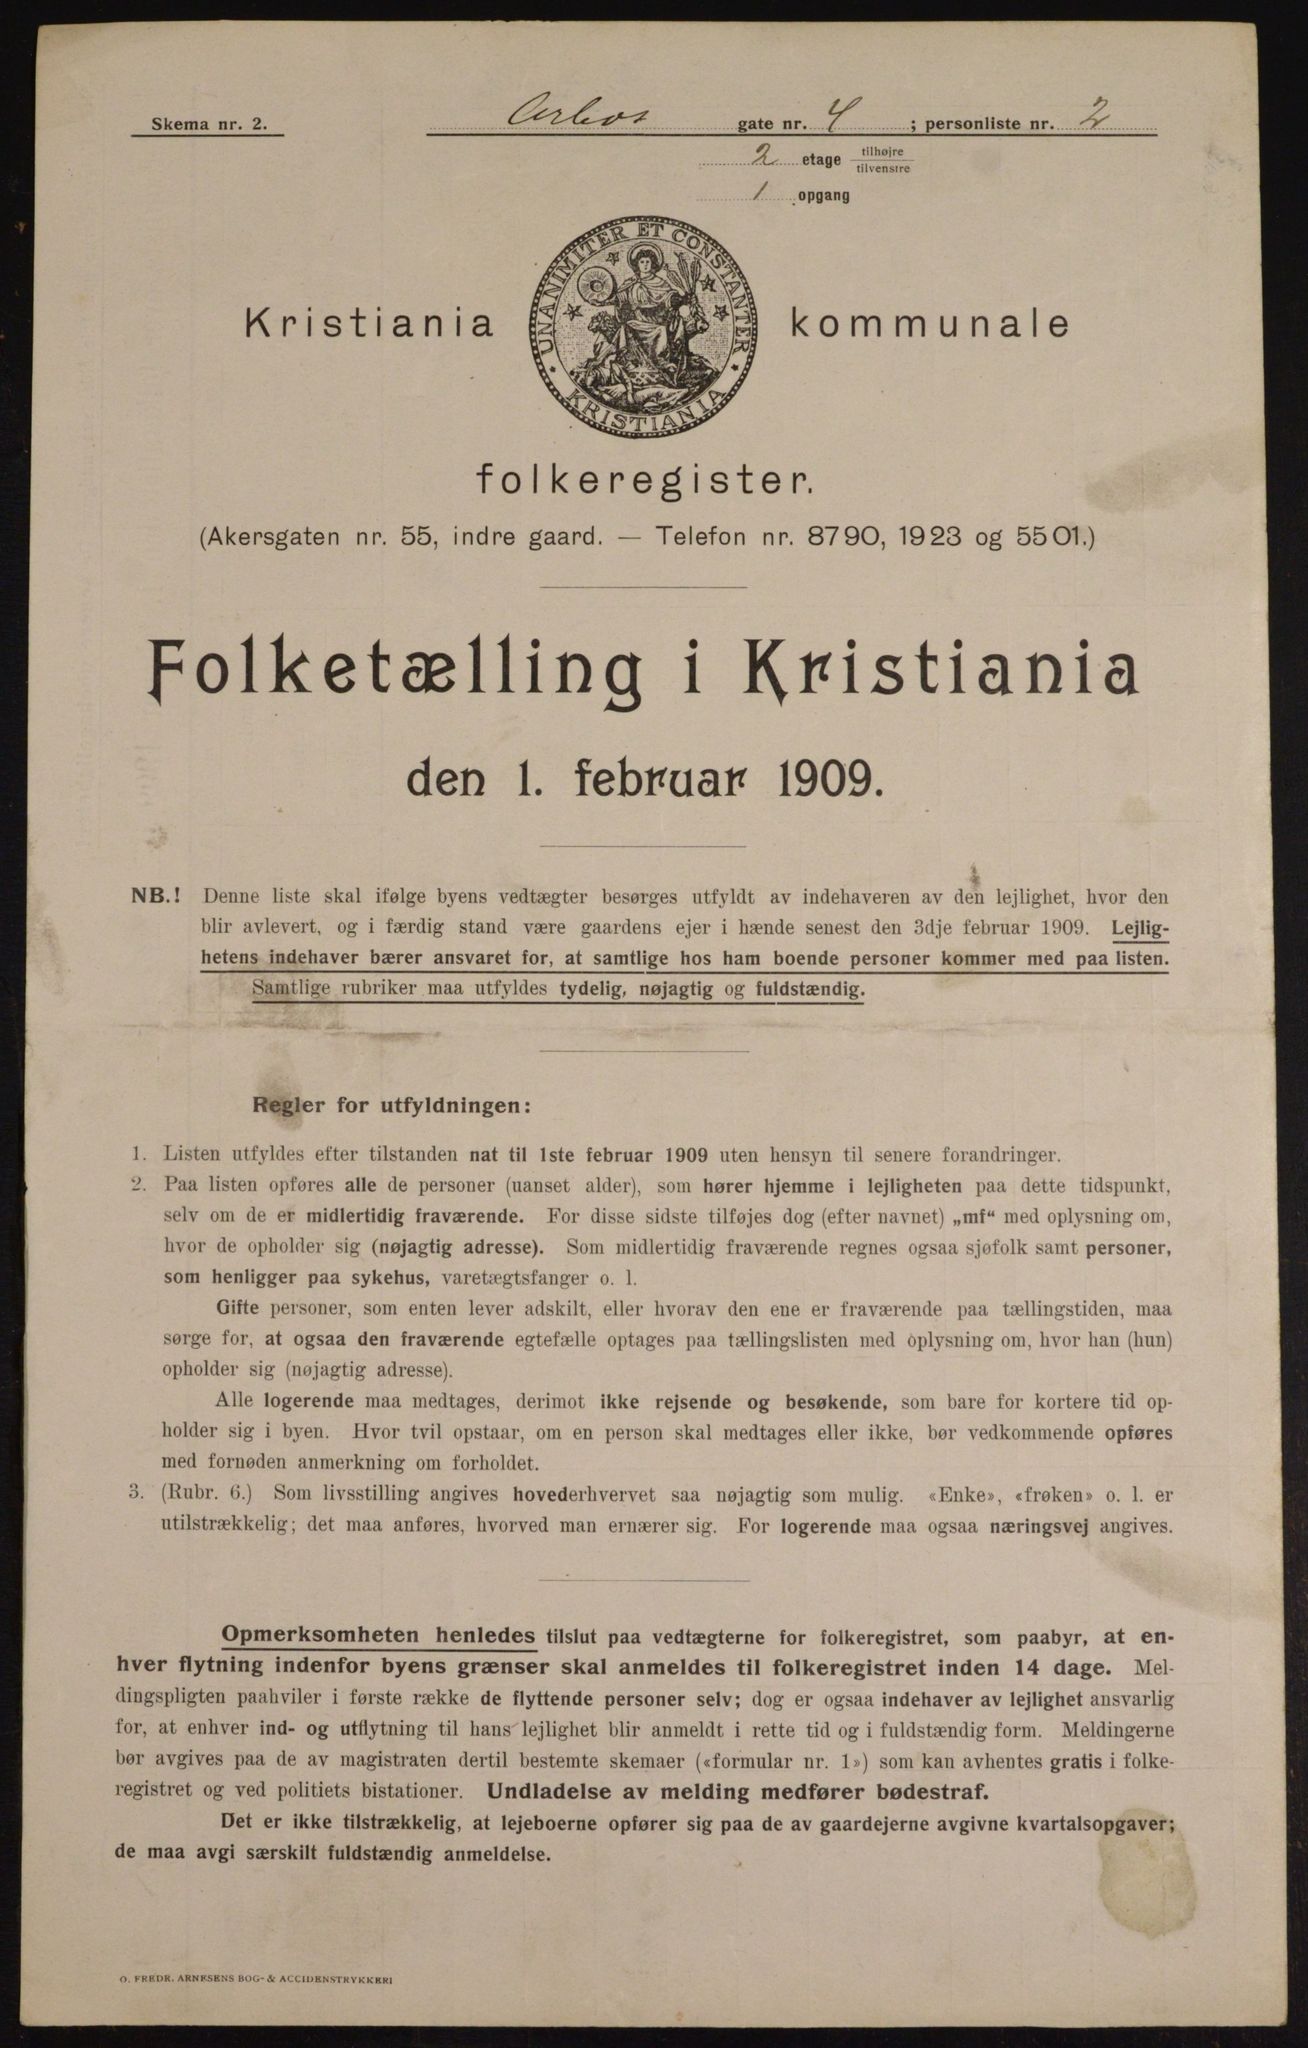 Skema nr. 2.
Arbos gate nr. 4; personliste nr. 2
2 etage tilhøjre
tilvenstre
1 opgang
UNANIMITER ET CONSTANTER
KRISTIANIA
Kristiania kommunale
folkeregister.
(Akersgaten nr. 55, indre gaard. — Telefon nr. 8790, 1923 og 5501.)
Folketælling i Kristiania
den 1. februar 1909.
NB.! Denne liste skal ifølge byens vedtægter besørges utfyldt av indehaveren av den lejlighet, hvor den
blir avlevert, og i færdig stand være gaardens ejer i hænde senest den 3dje februar 1909. Lejlig-
hetens indehaver bærer ansvaret for, at samtlige hos ham boende personer kommer med paa listen.
Samtlige rubriker maa utfyldes tydelig, nøjagtig og fuldstændig.
Regler for utfyldningen:
1. Listen utfyldes efter tilstanden nat til 1ste februar 1909 uten hensyn til senere forandringer.
2. Paa listen opføres alle de personer (uanset alder), som hører hjemme i lejligheten paa dette tidspunkt,
selv om de er midlertidig fraværende. For disse sidste tilføjes dog (efter navnet) „mf“ med oplysning om,
hvor de opholder sig (nøjagtig adresse). Som midlertidig fraværende regnes ogsaa sjøfolk samt personer,
som henligger paa sykehus, varetægtsfanger o. l.
Gifte personer, som enten lever adskilt, eller hvorav den ene er fraværende paa tællingstiden, maa
sørge for, at ogsaa den fraværende egtefælle optages paa tællingslisten med oplysning om, hvor han (hun)
opholder sig (nøjagtig adresse).
Alle logerende maa medtages, derimot ikke rejsende og besøkende, som bare for kortere tid op-
holder sig i byen. Hvor tvil opstaar, om en person skal medtages eller ikke, bør vedkommende opføres
med fornøden anmerkning om forholdet.
3. (Rubr. 6.) Som livsstilling angives hovederhvervet saa nøjagtig som mulig. «Enke», «frøken» o. l. er
utilstrækkelig; det maa anføres, hvorved man ernærer sig. For logerende maa ogsaa næringsvej angives.
Opmerksomheten henledes tilslut paa vedtægterne for folkeregistret, som paabyr, at en-
hver flytning indenfor byens grænser skal anmeldes til folkeregistret inden 14 dage. Mel-
dingspligten paahviler i første række de flyttende personer selv; dog er ogsaa indehaver av lejlighet ansvarlig
for, at enhver ind- og utflytning til hans lejlighet blir anmeldt i rette tid og i fuldstændig form. Meldingerne
bør avgives paa de av magistraten dertil bestemte skemaer («formular nr. 1») som kan avhentes gratis i folke-
registret og ved politiets bistationer. Undladelse av melding medfører bødestraf.
Det er ikke tilstrækkelig, at lejeboerne opfører sig paa de av gaardejerne avgivne kvartalsopgaver;
de maa avgi særskilt fuldstændig anmeldelse.
O. FREDR. ARNESENS BOG- & ACCIDENSTRYKKERI